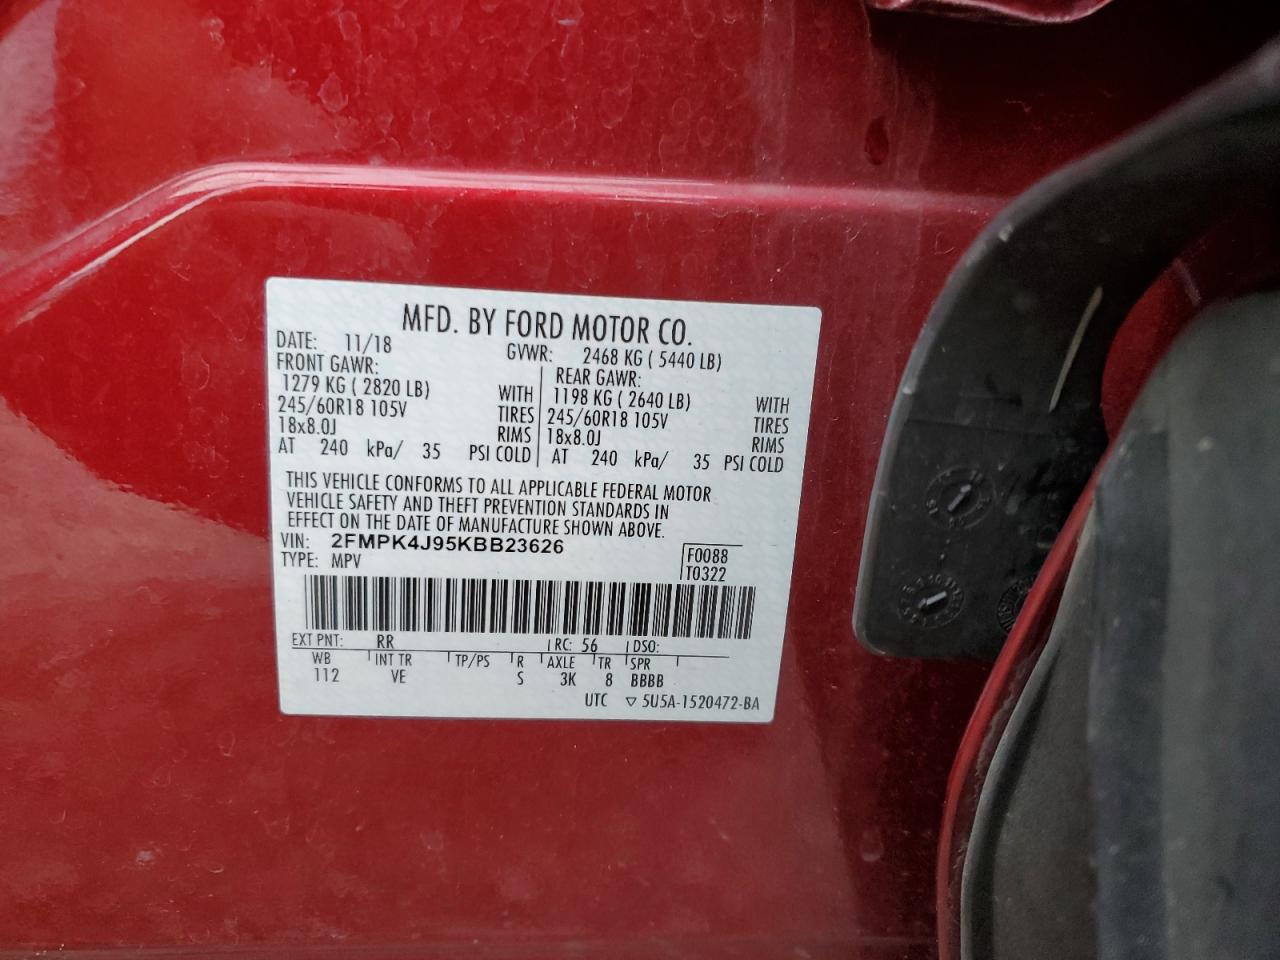 MFD. BY FORD MOTOR CO.
DATE: 11/18 GVWR: 2468 KG ( 5440 LB)
FRONT GAWR: REAR GAWR:
1279 KG ( 2820 LB) WITH 1198 KG ( 2640 LB) WITH
245/60R18 105V TIRES 245/60R18 105V TIRES
18x8.0J RIMS 18x8.0J RIMS
AT 240 kPa/ 35 PSI COLD AT 240 kPa/ 35 PSI COLD
THIS VEHICLE CONFORMS TO ALL APPLICABLE FEDERAL MOTOR
VEHICLE SAFETY AND THEFT PREVENTION STANDARDS IN
EFFECT ON THE DATE OF MANUFACTURE SHOWN ABOVE.
VIN: 2FMPK4J95KBB23626 F0088
TYPE: MPV T0322
EXT PNT: RR RC: 56 DSO:
WB INT TR TP/PS R AXLE TR SPR
112 VE S 3K 8 BBBB
UTC ▽ 5U5A-1520472-BA